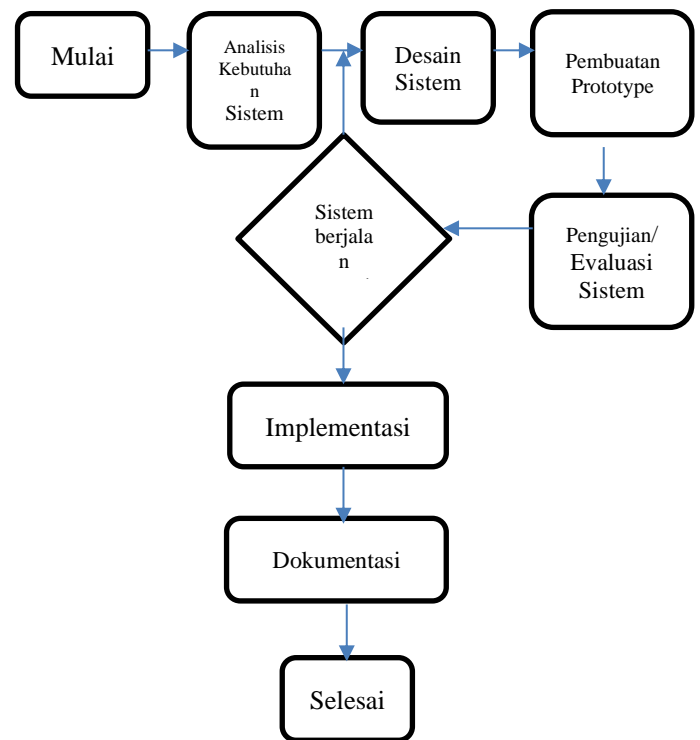 Mulai
Analisis
Kebutuha
n
Sistem
Desain
Sistem
Pembuatan
Prototype
Sistem
berjala
n
Pengujian/
Evaluasi
Sistem
Implementasi
Dokumentasi
Selesai